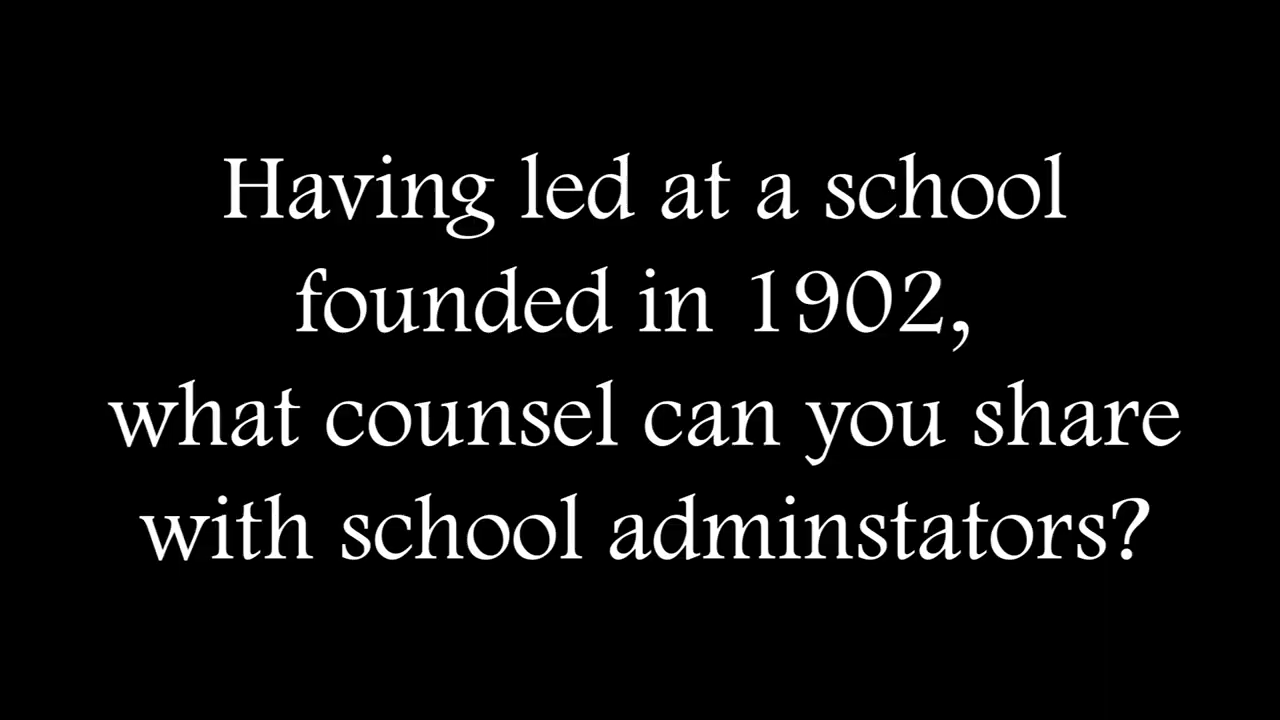 Having led at a school
founded in 1902,
what counsel can you share
with school adminstators?